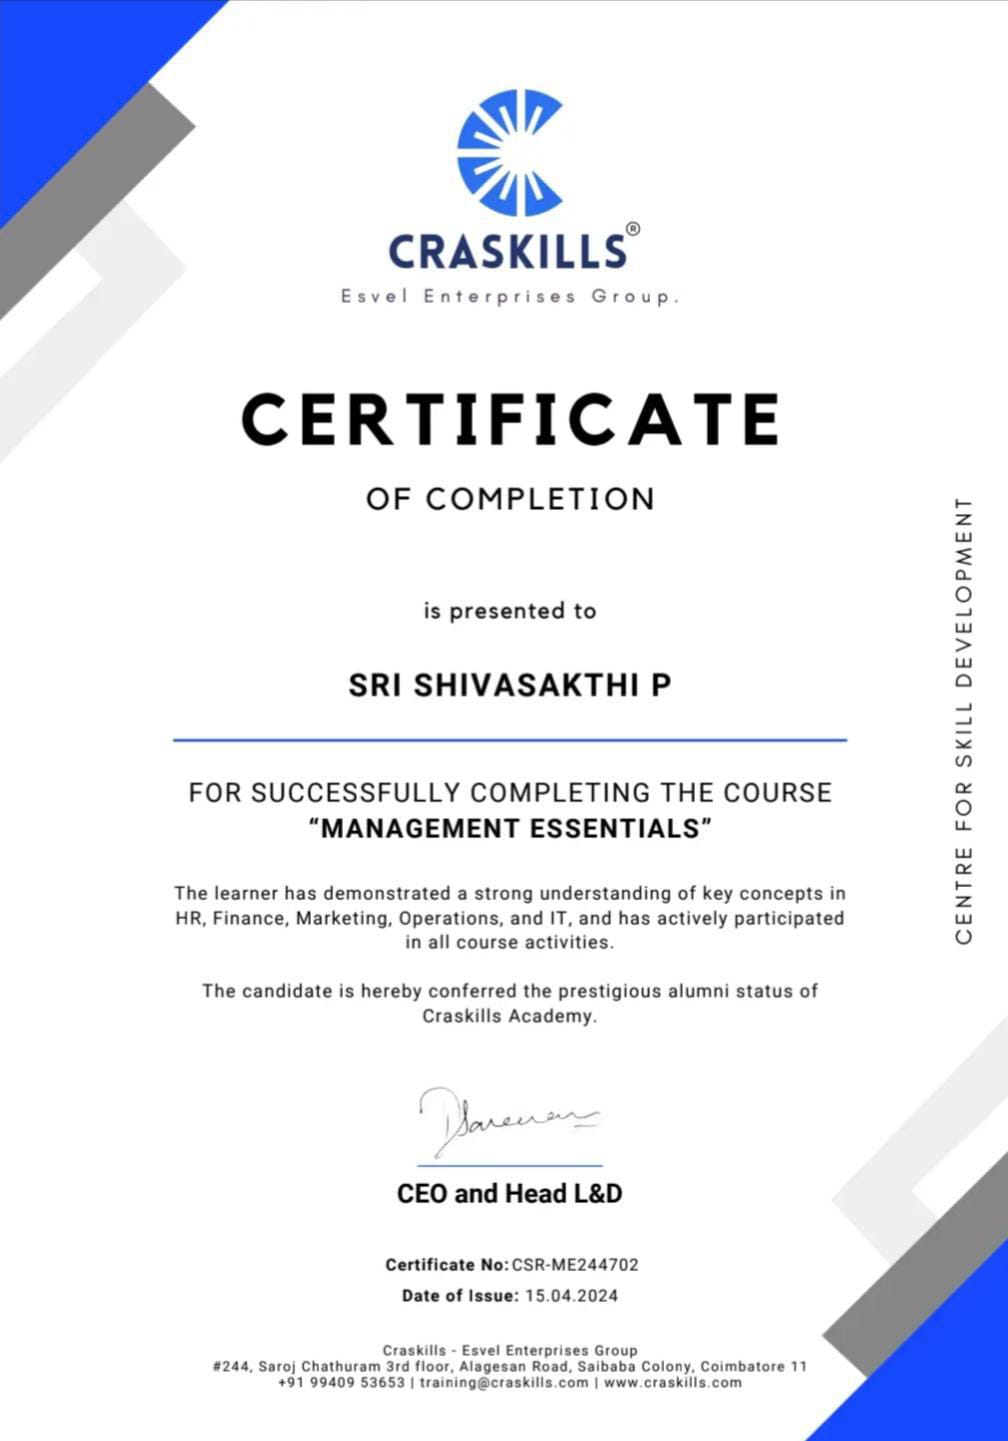 CRASKILLS®
Esvel Enterprises Group.
CERTIFICATE
OF COMPLETION
is presented to
SRI SHIVASAKTHI P
FOR SUCCESSFULLY COMPLETING THE COURSE
“MANAGEMENT ESSENTIALS”
The learner has demonstrated a strong understanding of key concepts in
HR, Finance, Marketing, Operations, and IT, and has actively participated
in all course activities.
The candidate is hereby conferred the prestigious alumni status of
Craskills Academy.
CEO and Head L&D
Certificate No: CSR-ME244702
Date of Issue: 15.04.2024
Craskills - Esvel Enterprises Group
#244, Saroj Chathuram 3rd floor, Alagesan Road, Saibaba Colony, Coimbatore 11
+91 99409 53653 | training@craskills.com | www.craskills.com
CENTRE FOR SKILL DEVELOPMENT